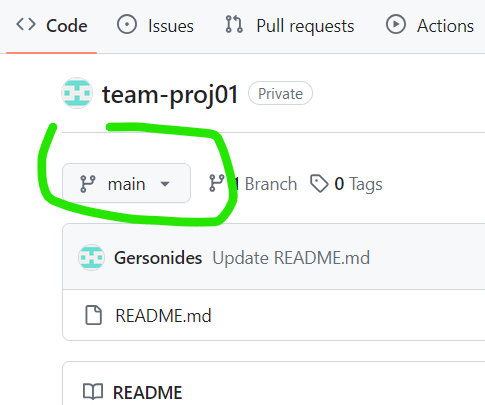 Code Issues Pull requests Actions
team-proj01 Private
main 1 Branch 0 Tags
Gersonides Update README.md
README.md
README